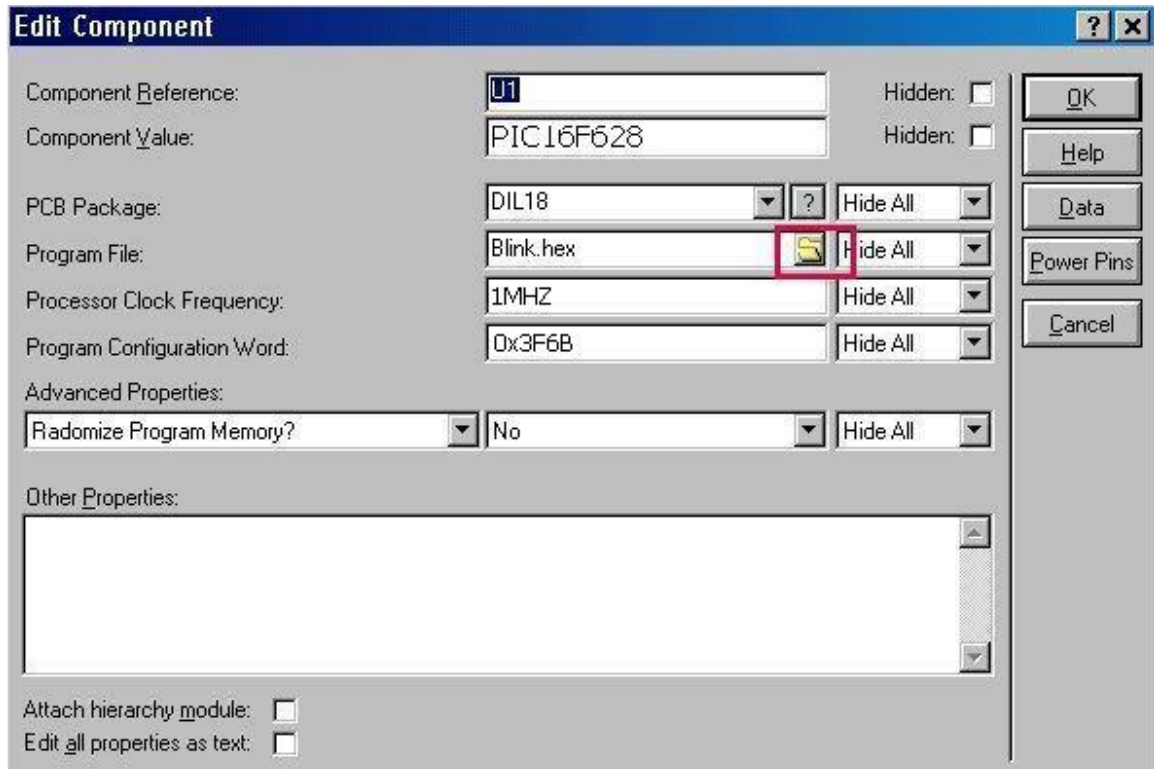 Edit Component
Component Reference: U1 Hidden: OK
Component Value: PIC16F628 Hidden: Help
PCB Package: DIL18 ? Hide All Data
Program File: Blink.hex Hide All Power Pins
Processor Clock Frequency: 1MHZ Hide All Cancel
Program Configuration Word: 0x3F6B Hide All
Advanced Properties:
Radomize Program Memory? No Hide All
Other Properties:
Attach hierarchy module:
Edit all properties as text: